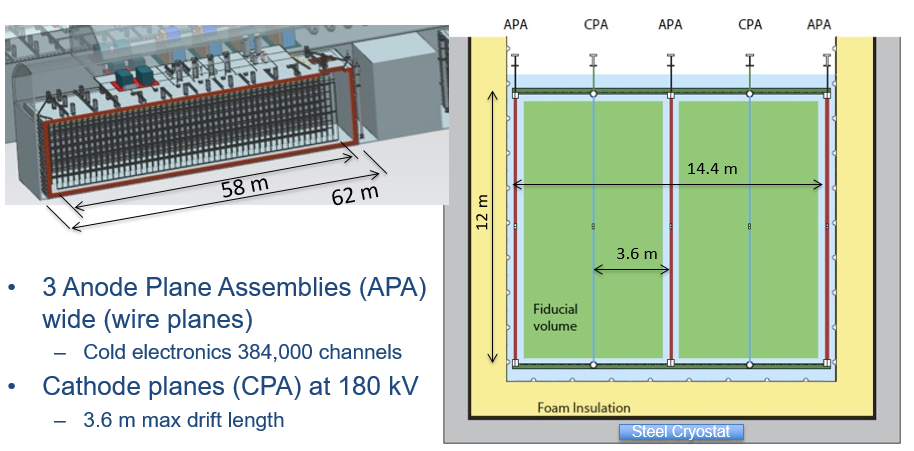 58 m
62 m
• 3 Anode Plane Assemblies (APA)
wide (wire planes)
– Cold electronics 384,000 channels
• Cathode planes (CPA) at 180 kV
– 3.6 m max drift length
APA CPA APA CPA APA
14.4 m
12 m
3.6 m
Fiducial
volume
Foam Insulation
Steel Cryostat